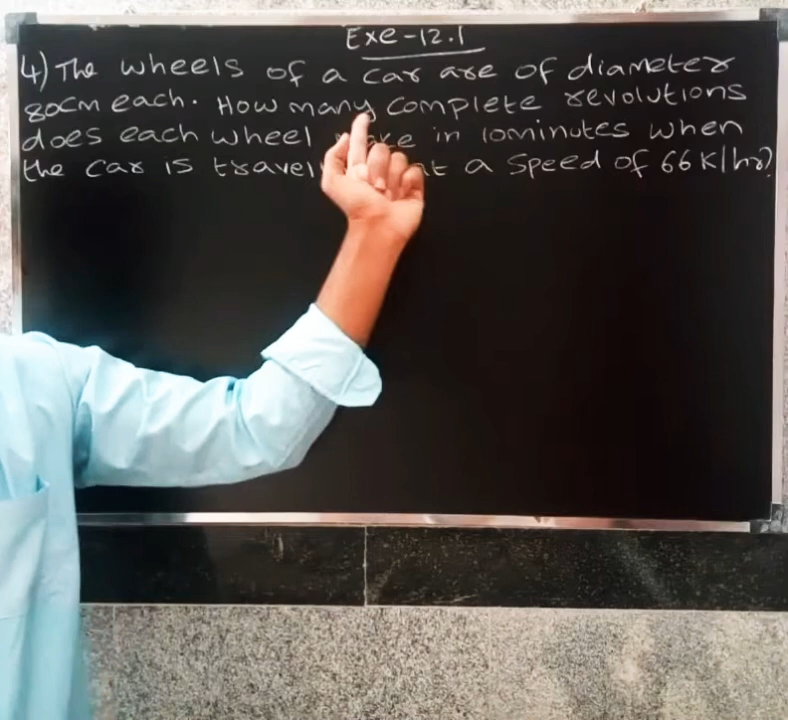 Exe-12.1
4) The wheels of a car are of diameter
80cm each. How many complete revolutions
does each wheel in 10minutes when
the car is at a speed of 66k/hr?